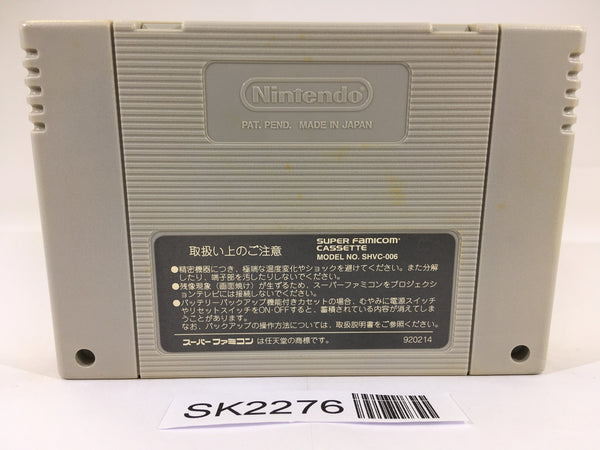 Nintendo
PAT. PEND. MADE IN JAPAN
取扱い上のご注意
SUPER FAMICOM
CASSETTE
MODEL NO. SHVC-006
●精密機器につき、極端な温度変化やショックを避けてください。また分解
したり、端子部を汚したりしないでください。
●残像現象（画面焼け）が生ずるため、スーパーファミコンをプロジェクシ
ョンテレビには接続しないでください。
●バッテリーバックアップ機能付きカセットの場合、むやみに電源スイッチ
やリセットスイッチをON・OFFすると、蓄積されている内容が消えてしま
うことがあります。
なお、バックアップの操作方法については、取扱説明書をご参照ください。
スーパーファミコン は任天堂の商標です。
920214
SK2276